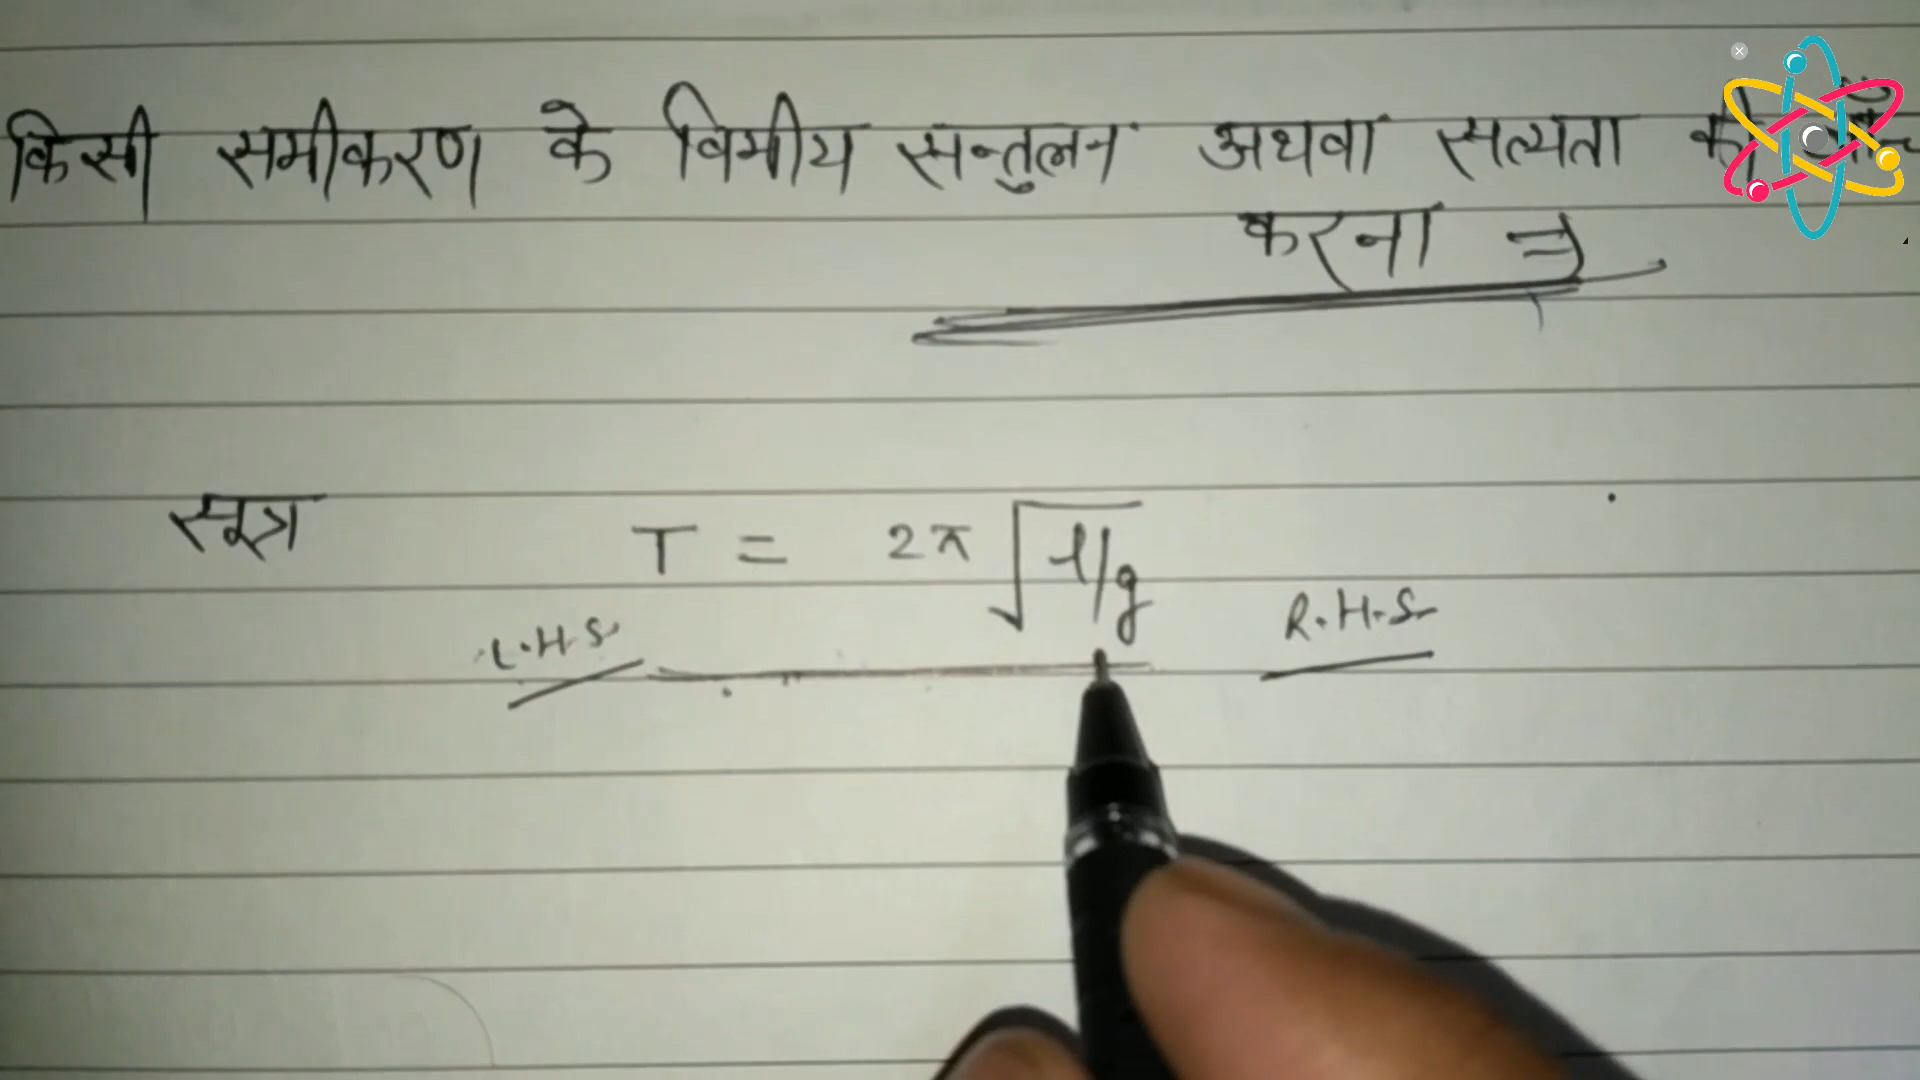 किसी समीकरण के विमीय सन्तुलन अथवा सत्यता की
करना ⇒
सूत्र T = 2π √l/g
L.H.S. R.H.S.